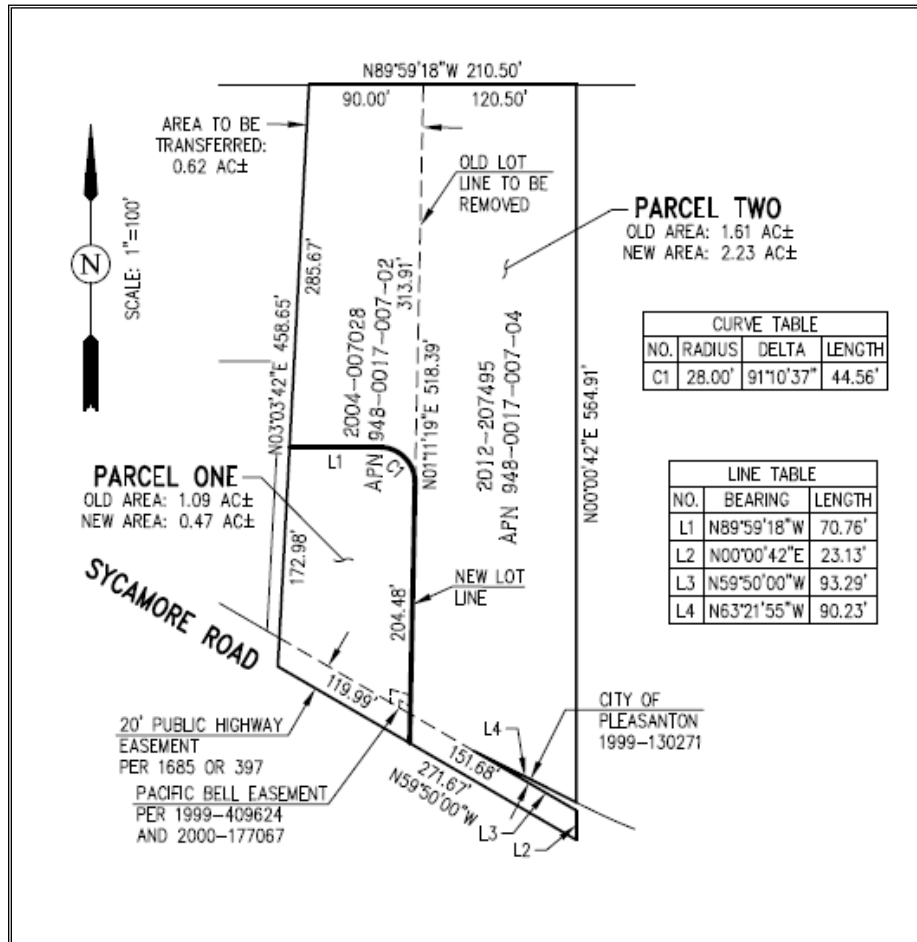 N89°59'18"W 210.50'
90.00'
120.50'
AREA TO BE
TRANSFERRED:
0.62 AC±
OLD LOT
LINE TO BE
REMOVED
PARCEL TWO
OLD AREA: 1.61 AC±
NEW AREA: 2.23 AC±
N
SCALE: 1"=100'
285.67'
N03°03'42"E 458.65'
2004-007028
APN 948-0017-007-02
313.91'
N01°11'19"E 518.39'
2012-207495
APN 948-0017-007-04
N00°00'42"E 564.91'
CURVE TABLE
NO. RADIUS DELTA LENGTH
C1 28.00' 91°10'37" 44.56'
L1
C1
PARCEL ONE
OLD AREA: 1.09 AC±
NEW AREA: 0.47 AC±
LINE TABLE
NO. BEARING LENGTH
L1 N89°59'18"W 70.76'
L2 N00°00'42"E 23.13'
L3 N59°50'00"W 93.29'
L4 N63°21'55"W 90.23'
172.98'
NEW LOT
LINE
204.48'
SYCAMORE ROAD
119.99'
20' PUBLIC HIGHWAY
EASEMENT
PER 1685 OR 397
PACIFIC BELL EASEMENT
PER 1999-409624
AND 2000-177067
CITY OF
PLEASANTON
1999-130271
L4
151.68'
271.67'
N59°50'00"W
L3
L2